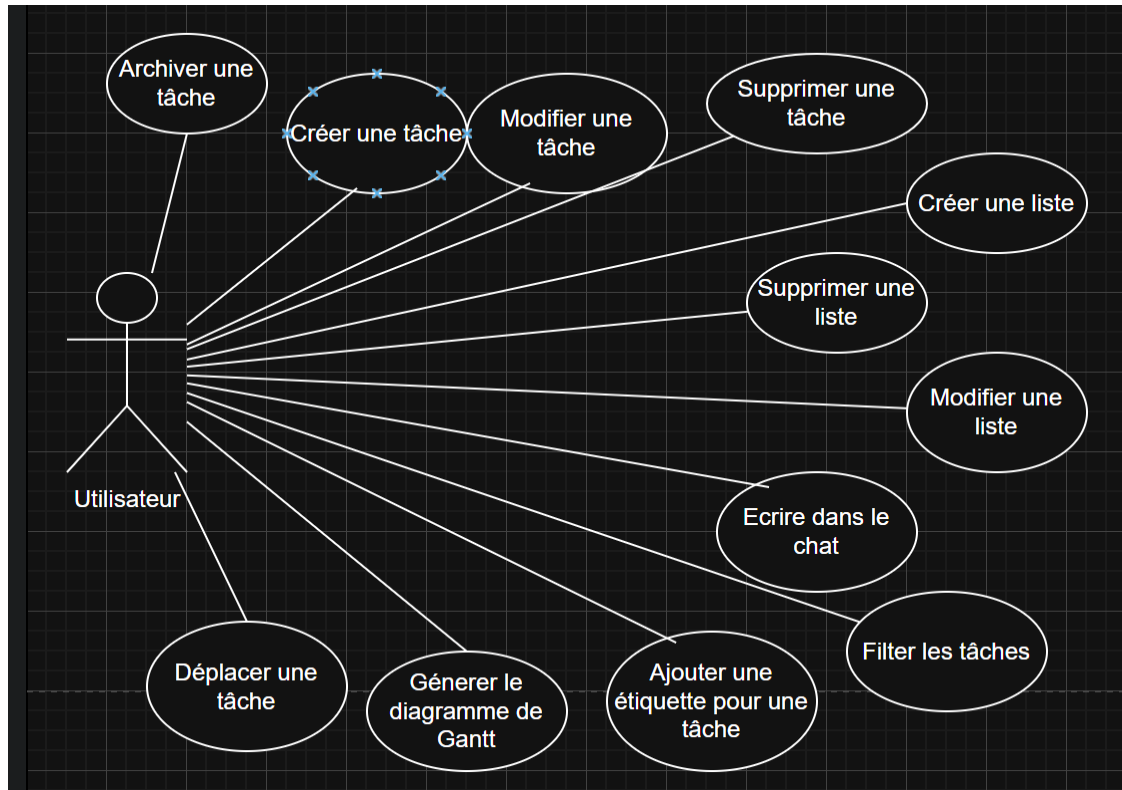 Archiver une
tâche
Créer une tâche
Modifier une
tâche
Supprimer une
tâche
Créer une liste
Supprimer une
liste
Modifier une
liste
Utilisateur
Ecrire dans le
chat
Filter les tâches
Ajouter une
étiquette pour une
tâche
Génerer le
diagramme de
Gantt
Déplacer une
tâche